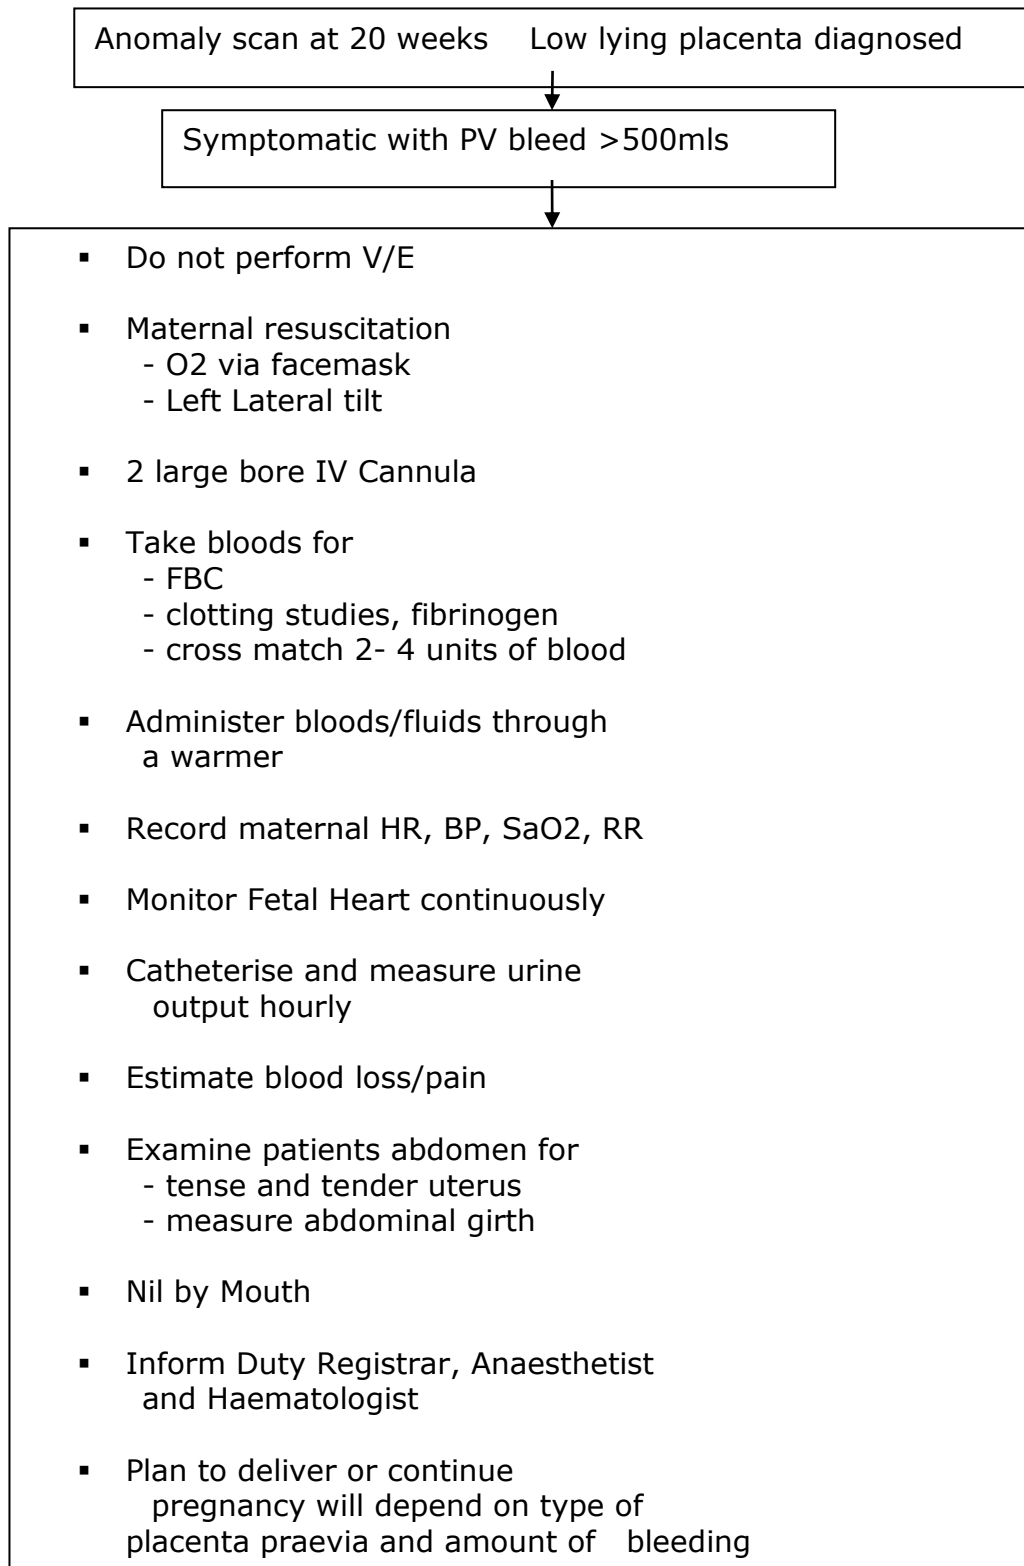 Anomaly scan at 20 weeks    Low lying placenta diagnosed
Symptomatic with PV bleed >500mls
▪ Do not perform V/E
▪ Maternal resuscitation
- O2 via facemask
- Left Lateral tilt
▪ 2 large bore IV Cannula
▪ Take bloods for
- FBC
- clotting studies, fibrinogen
- cross match 2- 4 units of blood
▪ Administer bloods/fluids through
a warmer
▪ Record maternal HR, BP, SaO2, RR
▪ Monitor Fetal Heart continuously
▪ Catheterise and measure urine
output hourly
▪ Estimate blood loss/pain
▪ Examine patients abdomen for
- tense and tender uterus
- measure abdominal girth
▪ Nil by Mouth
▪ Inform Duty Registrar, Anaesthetist
and Haematologist
▪ Plan to deliver or continue
pregnancy will depend on type of
placenta praevia and amount of   bleeding